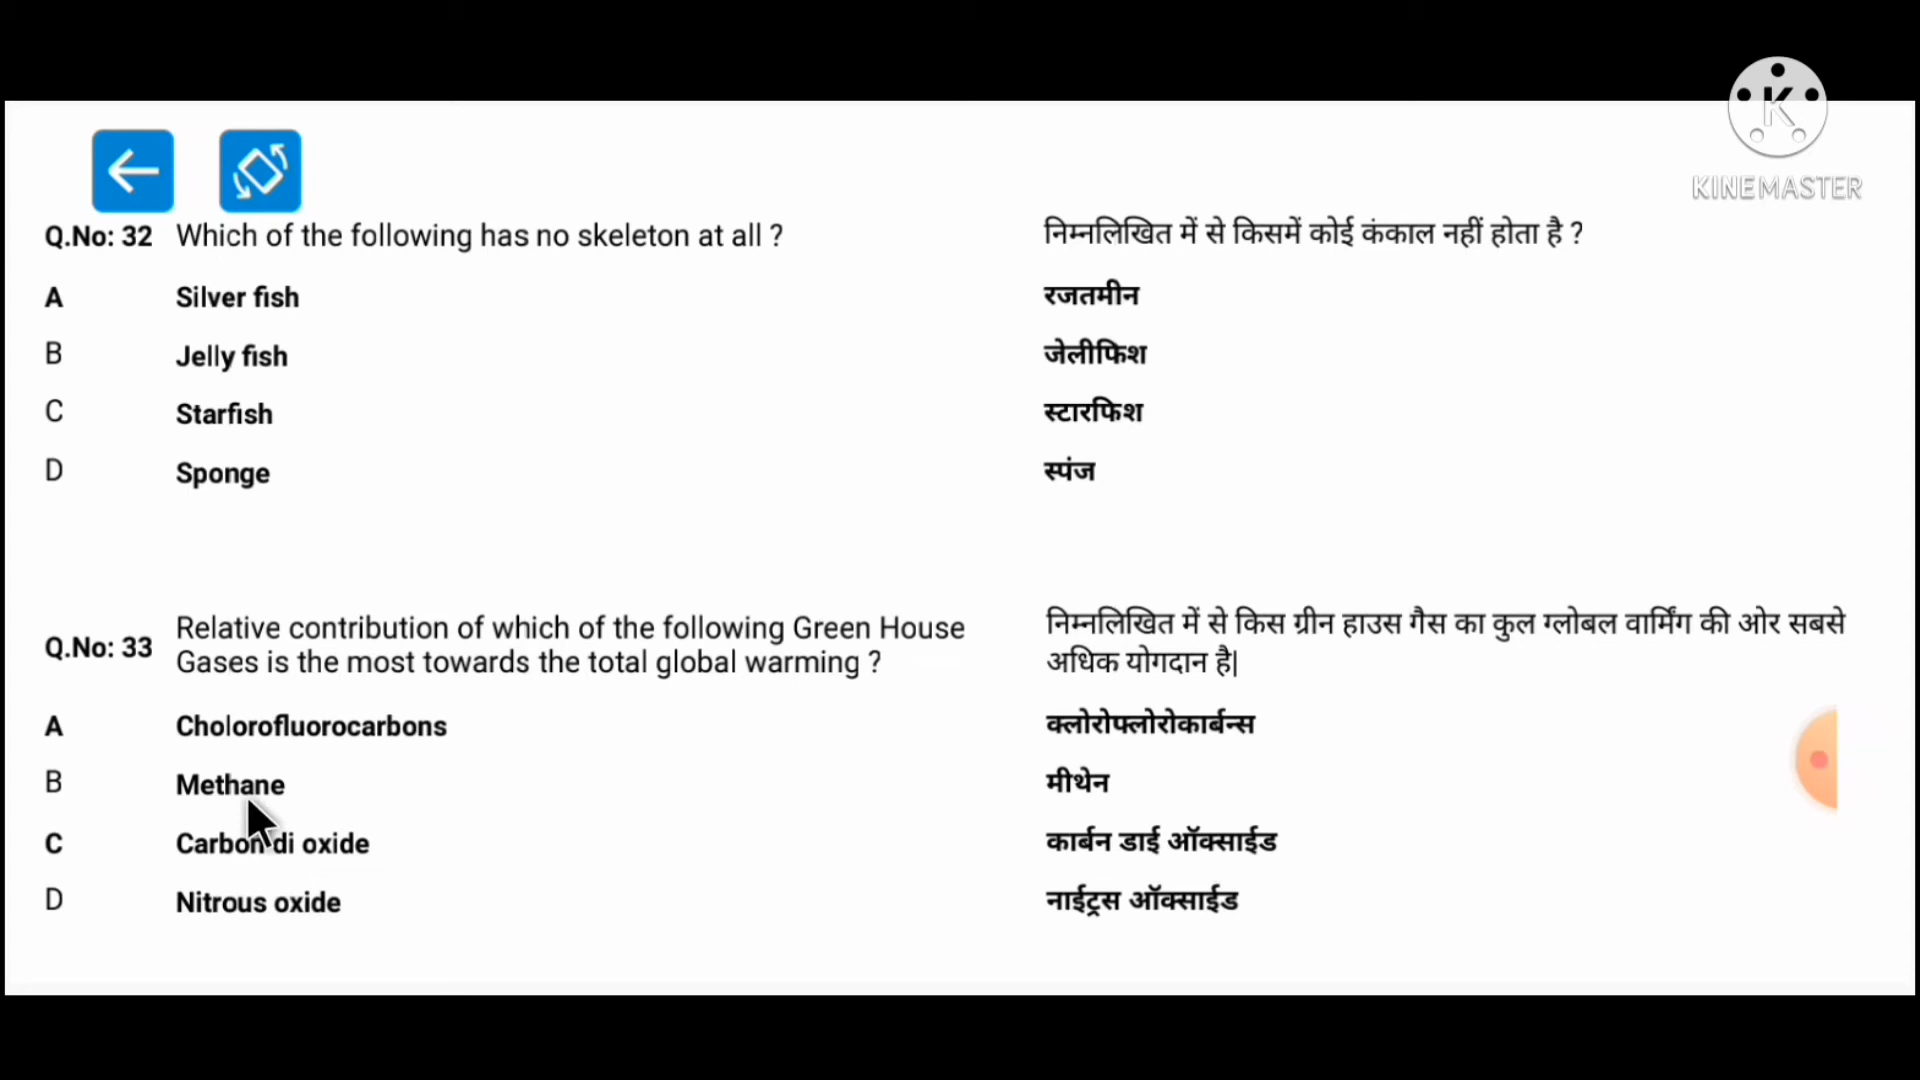 K
KINEMASTER
Q.No: 32 Which of the following has no skeleton at all ?
निम्नलिखित में से किसमें कोई कंकाल नहीं होता है ?
A Silver fish
रजतमीन
B Jelly fish
जेलीफिश
C Starfish
स्टारफिश
D Sponge
स्पंज
Q.No: 33 Relative contribution of which of the following Green House
Gases is the most towards the total global warming ?
निम्नलिखित में से किस ग्रीन हाउस गैस का कुल ग्लोबल वार्मिंग की ओर सबसे
अधिक योगदान है|
A Cholorofluorocarbons
क्लोरोफ्लोरोकार्बन्स
B Methane
मीथेन
C Carbon di oxide
कार्बन डाई ऑक्साईड
D Nitrous oxide
नाईट्रस ऑक्साईड